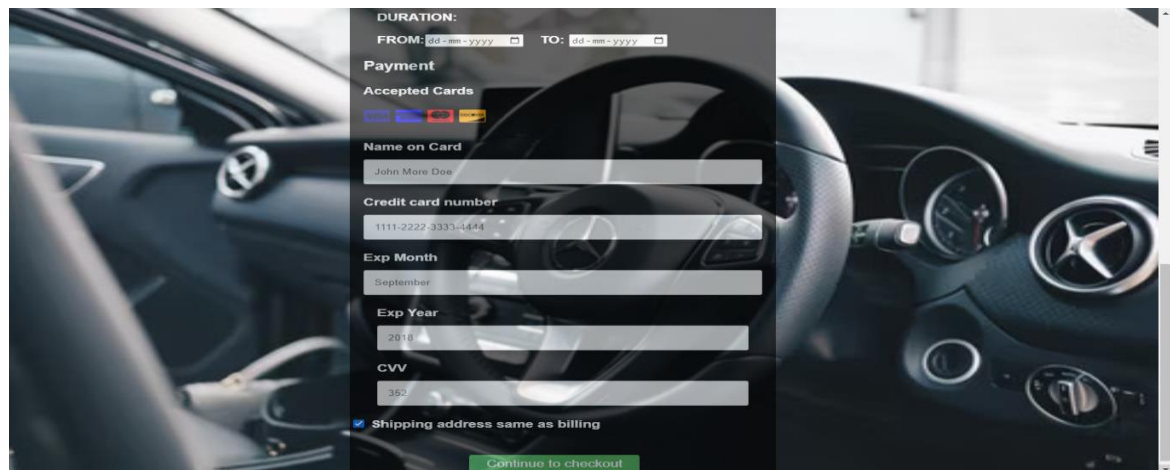 DURATION:
FROM: dd-mm-yyyy TO: dd-mm-yyyy
Payment
Accepted Cards
DISCOVER
Name on Card
John More Doe
Credit card number
1111-2222-3333-4444
Exp Month
September
Exp Year
2018
CVV
352
Shipping address same as billing
Continue to checkout